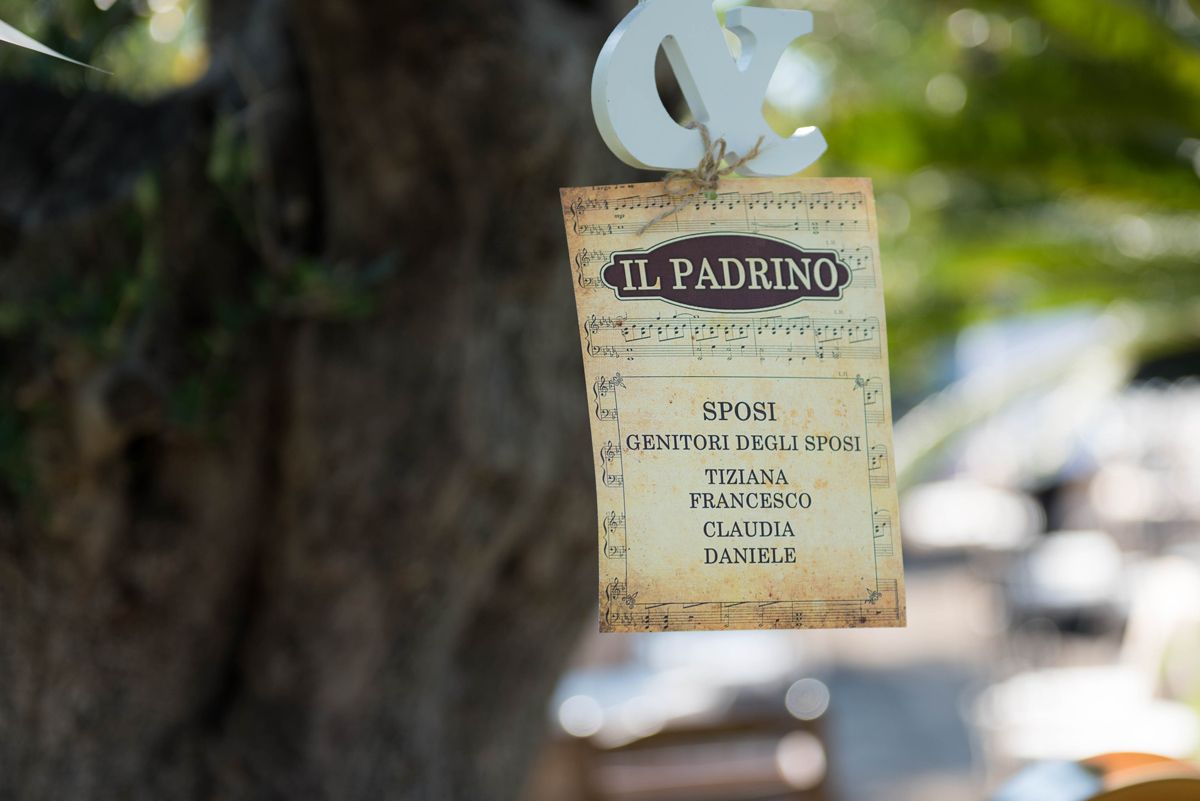 &
IL PADRINO
SPOSI
GENITORI DEGLI SPOSI
TIZIANA
FRANCESCO
CLAUDIA
DANIELE